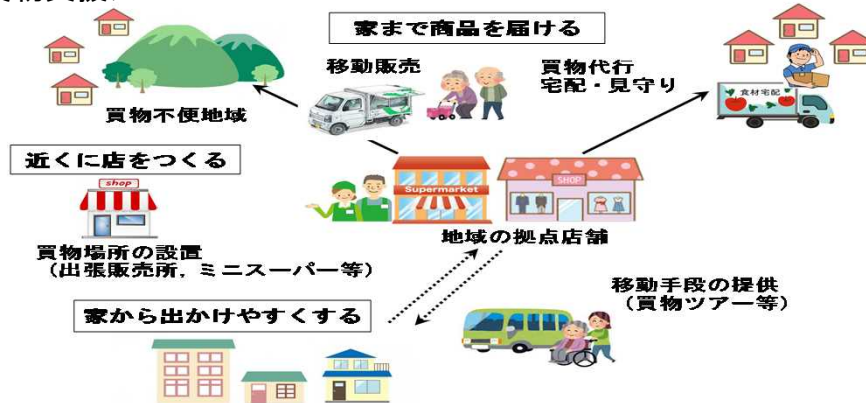 家まで商品を届ける
移動販売
買物代行
宅配・見守り
食材宅配
買物不便地域
近くに店をつくる
shop
Supermarket
SHOP
地域の拠点店舗
買物場所の設置
（出張販売所，ミニスーパー等）
移動手段の提供
（買物ツアー等）
家から出かけやすくする